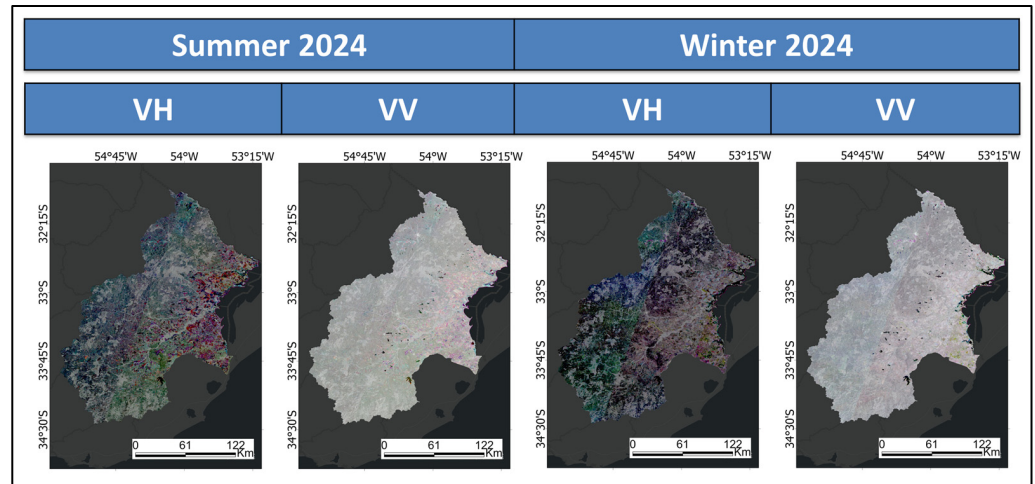 Summer 2024 Winter 2024
VH VV VH VV
54°45'W 54°W 53°15'W 54°45'W 54°W 53°15'W 54°45'W 54°W 53°15'W 54°45'W 54°W 53°15'W
32°15'S 32°15'S 32°15'S 32°15'S
33°S 33°S 33°S 33°S
33°45'S 33°45'S 33°45'S 33°45'S
34°30'S 34°30'S 34°30'S 34°30'S
0 61 122 0 61 122 0 61 122 0 61 122
Km Km Km Km